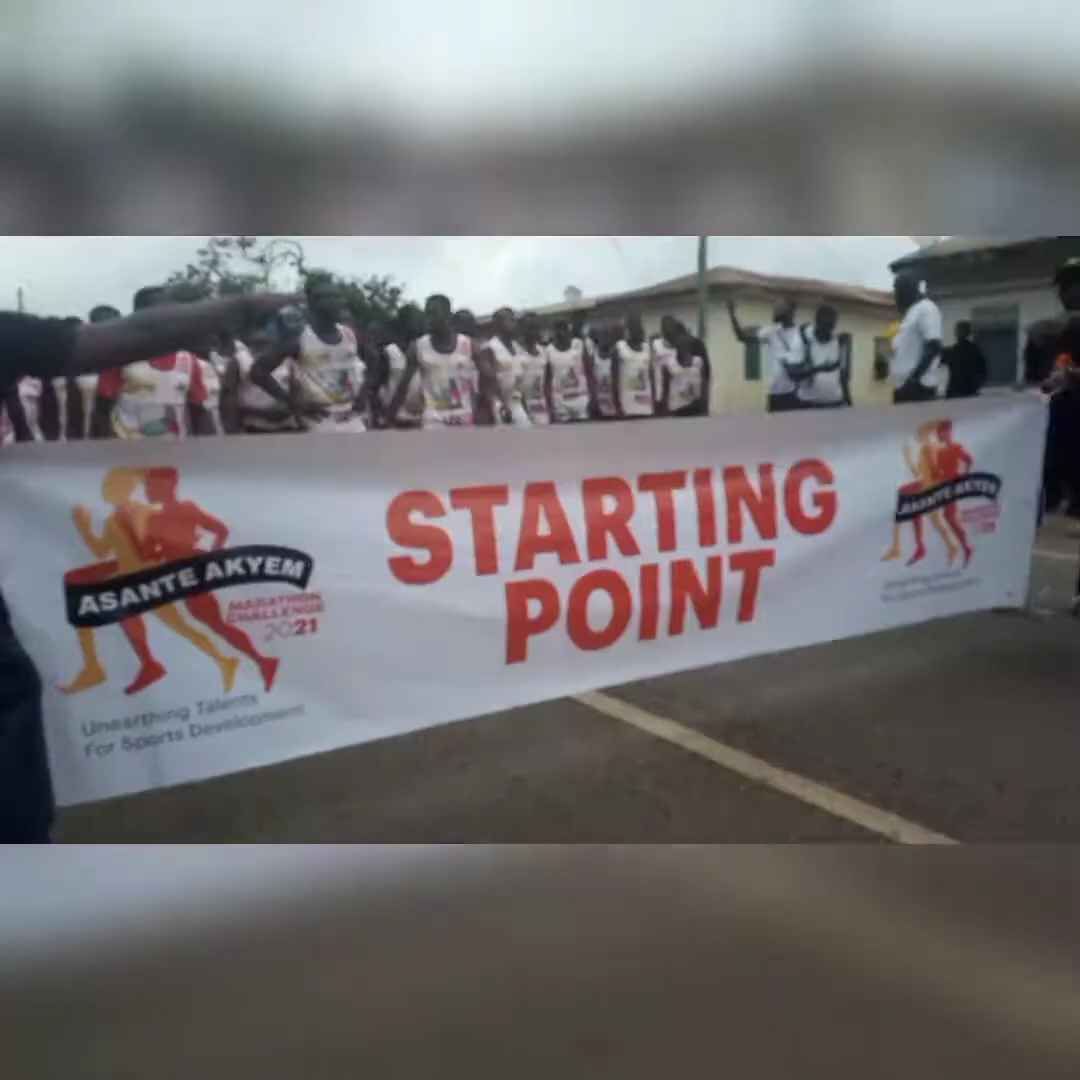 ASANTE AKYEM
MARATHON
CHALLENGE
2021
Unearthing Talents
For Sports Development
STARTING
POINT
ASANTE AKYEM